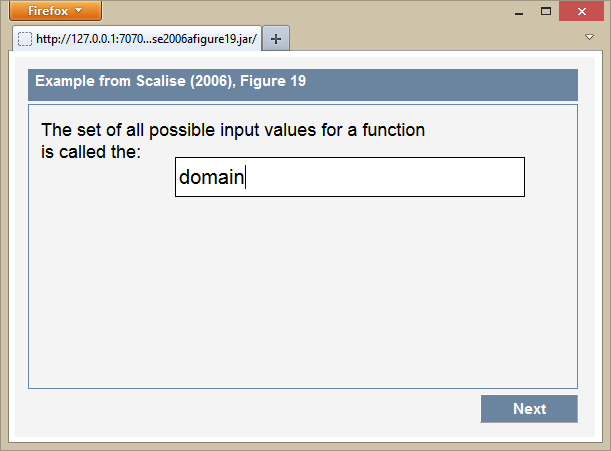 Firefox
http://127.0.0.1:7070...se2006afigure19.jar/
Example from Scalise (2006), Figure 19
The set of all possible input values for a function
is called the:
domain
Next